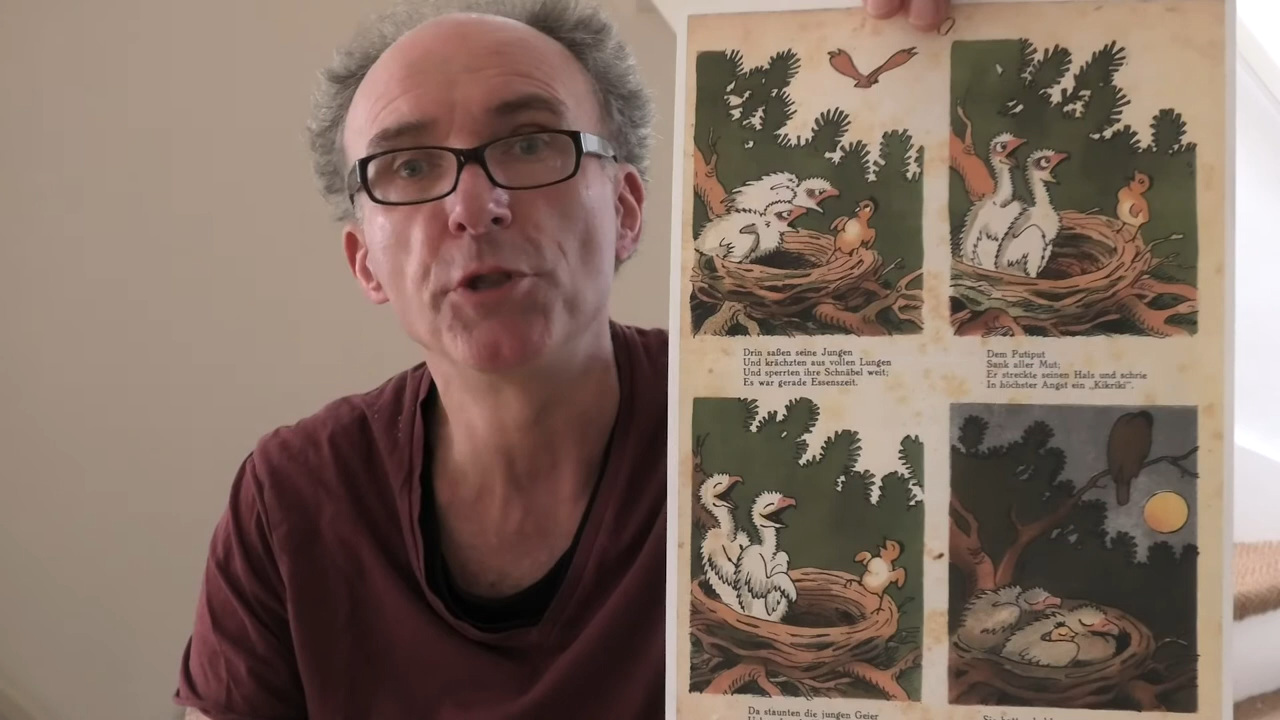 Drin saßen seine Jungen
Und krächzten aus vollen Lungen
Und sperrten ihre Schnäbel weit;
Es war gerade Essenszeit.
Dem Putiput
Sank aller Mut;
Er streckte seinen Hals und schrie
In höchster Angst ein „Kikriki“.
Da staunten die jungen Geier